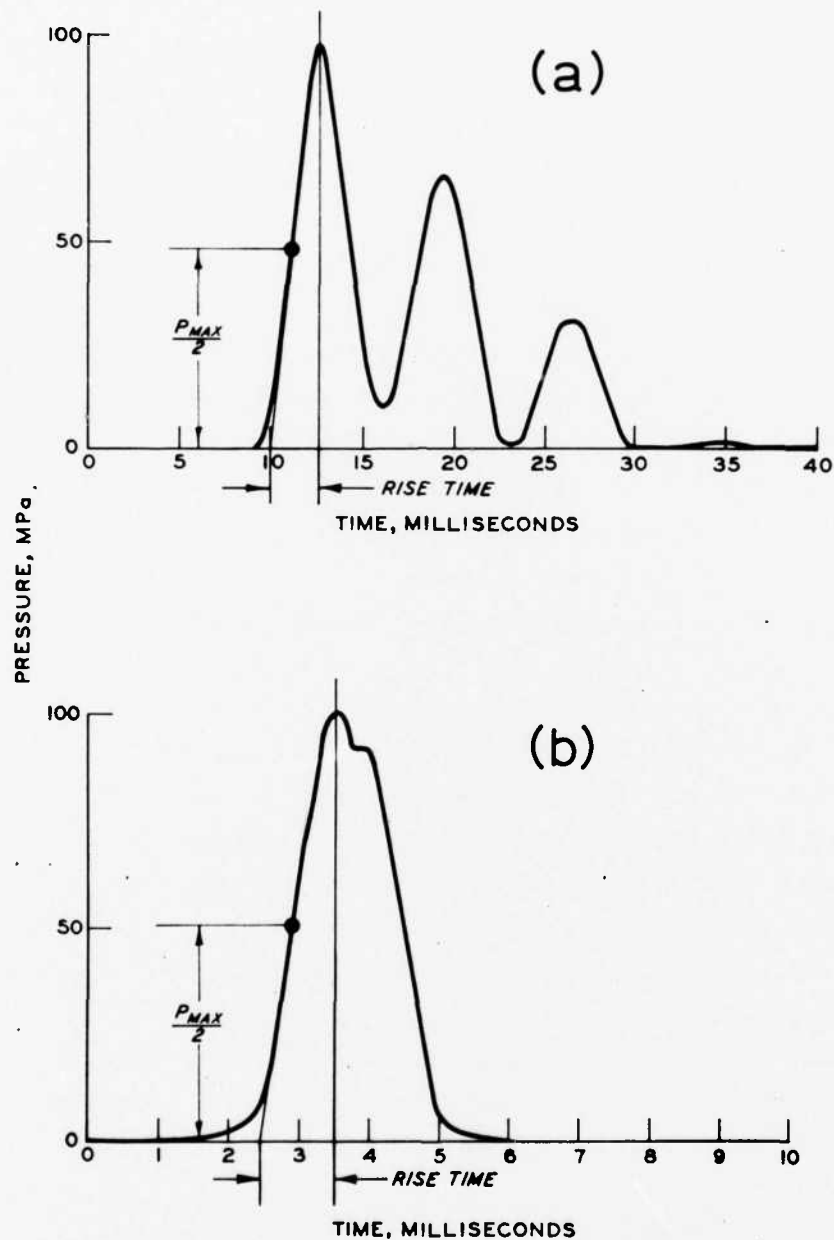 100
(a)
50
P_MAX
2
0
0 5 10 15 20 25 30 35 40
RISE TIME
TIME, MILLISECONDS
PRESSURE, MPa.
100
(b)
50
P_MAX
2
0
0 1 2 3 4 5 6 7 8 9 10
RISE TIME
TIME, MILLISECONDS